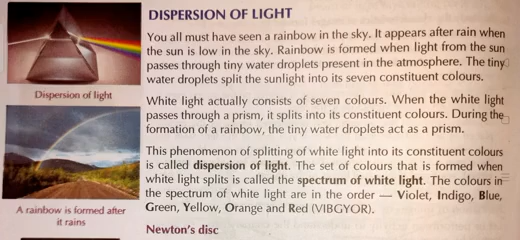 DISPERSION OF LIGHT
You all must have seen a rainbow in the sky. It appears after rain when
the sun is low in the sky. Rainbow is formed when light from the sun
passes through tiny water droplets present in the atmosphere. The tiny
water droplets split the sunlight into its seven constituent colours.
Dispersion of light
White light actually consists of seven colours. When the white light
passes through a prism, it splits into its constituent colours. During the
formation of a rainbow, the tiny water droplets act as a prism.
This phenomenon of splitting of white light into its constituent colours
is called dispersion of light. The set of colours that is formed when
white light splits is called the spectrum of white light. The colours in
the spectrum of white light are in the order — Violet, Indigo, Blue,
Green, Yellow, Orange and Red (VIBGYOR).
A rainbow is formed after
it rains
Newton's disc